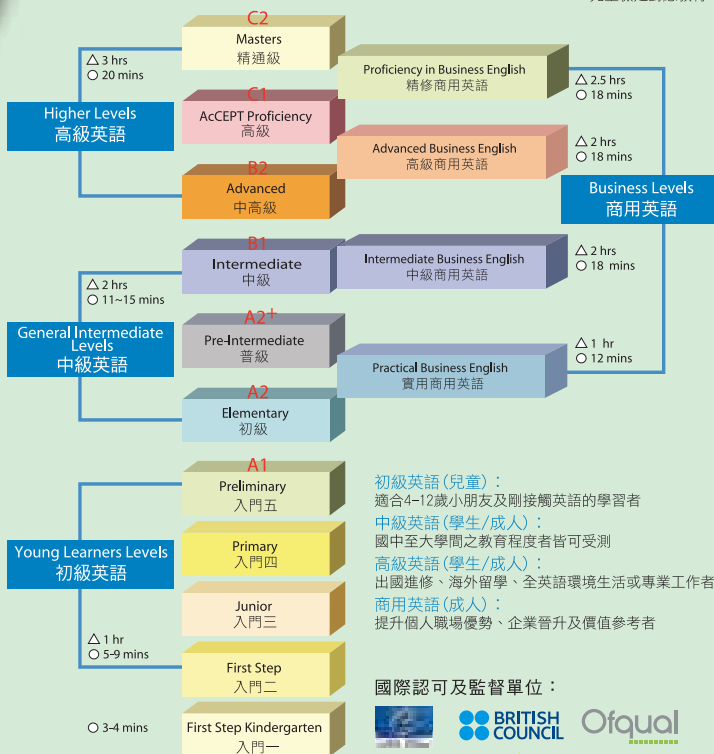 C2
Masters
精通級
△ 3 hrs
○ 20 mins
Higher Levels
高級英語
C1
AcCEPT Proficiency
高級
B2
Advanced
中高級
Proficiency in Business English
精修商用英語
△ 2.5 hrs
○ 18 mins
Advanced Business English
高級商用英語
△ 2 hrs
○ 18 mins
Business Levels
商用英語
B1
Intermediate
中級
Intermediate Business English
中級商用英語
△ 2 hrs
○ 18 mins
△ 2 hrs
○ 11~15 mins
General Intermediate
Levels
中級英語
A2+
Pre-Intermediate
普級
Practical Business English
實用商用英語
△ 1 hr
○ 12 mins
A2
Elementary
初級
A1
Preliminary
入門五
Primary
入門四
Young Learners Levels
初級英語
Junior
入門三
△ 1 hr
○ 5-9 mins
First Step
入門二
○ 3-4 mins
First Step Kindergarten
入門一
初級英語(兒童)：
適合4-12歲小朋友及剛接觸英語的學習者
中級英語(學生/成人)：
國中至大學間之教育程度者皆可受測
高級英語(學生/成人)：
出國進修、海外留學、全英語環境生活或專業工作者
商用英語(成人)：
提升個人職場優勢、企業晉升及價值參考者
國際認可及監督單位：
BRITISH
COUNCIL
Ofqual